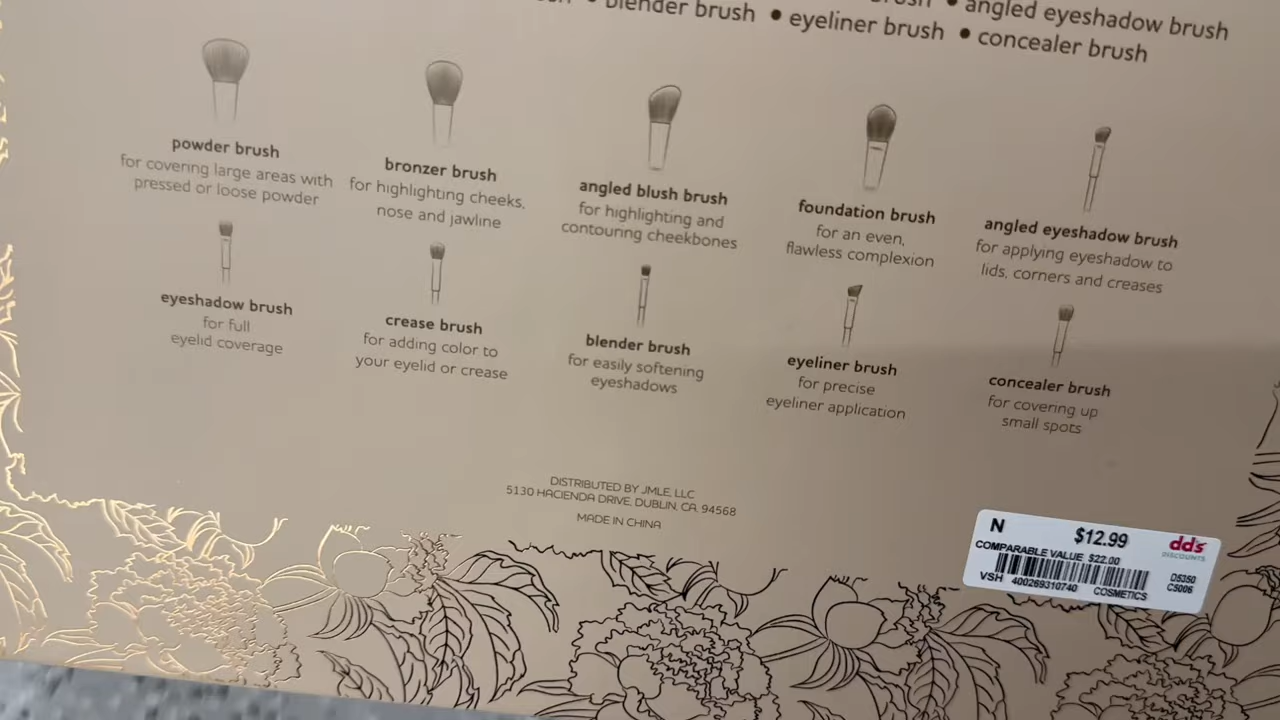 • angled eyeshadow brush
• blender brush • eyeliner brush • concealer brush
powder brush
for covering large areas with
pressed or loose powder
bronzer brush
for highlighting cheeks,
nose and jawline
angled blush brush
for highlighting and
contouring cheekbones
foundation brush
for an even,
flawless complexion
angled eyeshadow brush
for applying eyeshadow to
lids, corners and creases
eyeshadow brush
for full
eyelid coverage
crease brush
for adding color to
your eyelid or crease
blender brush
for easily softening
eyeshadows
eyeliner brush
for precise
eyeliner application
concealer brush
for covering up
small spots
DISTRIBUTED BY JMLE, LLC
5130 HACIENDA DRIVE, DUBLIN, CA. 94568
MADE IN CHINA
N $12.99 dd's
DISCOUNTS
COMPARABLE VALUE $22.00
D5350
C5006
VSH 400269310740 COSMETICS